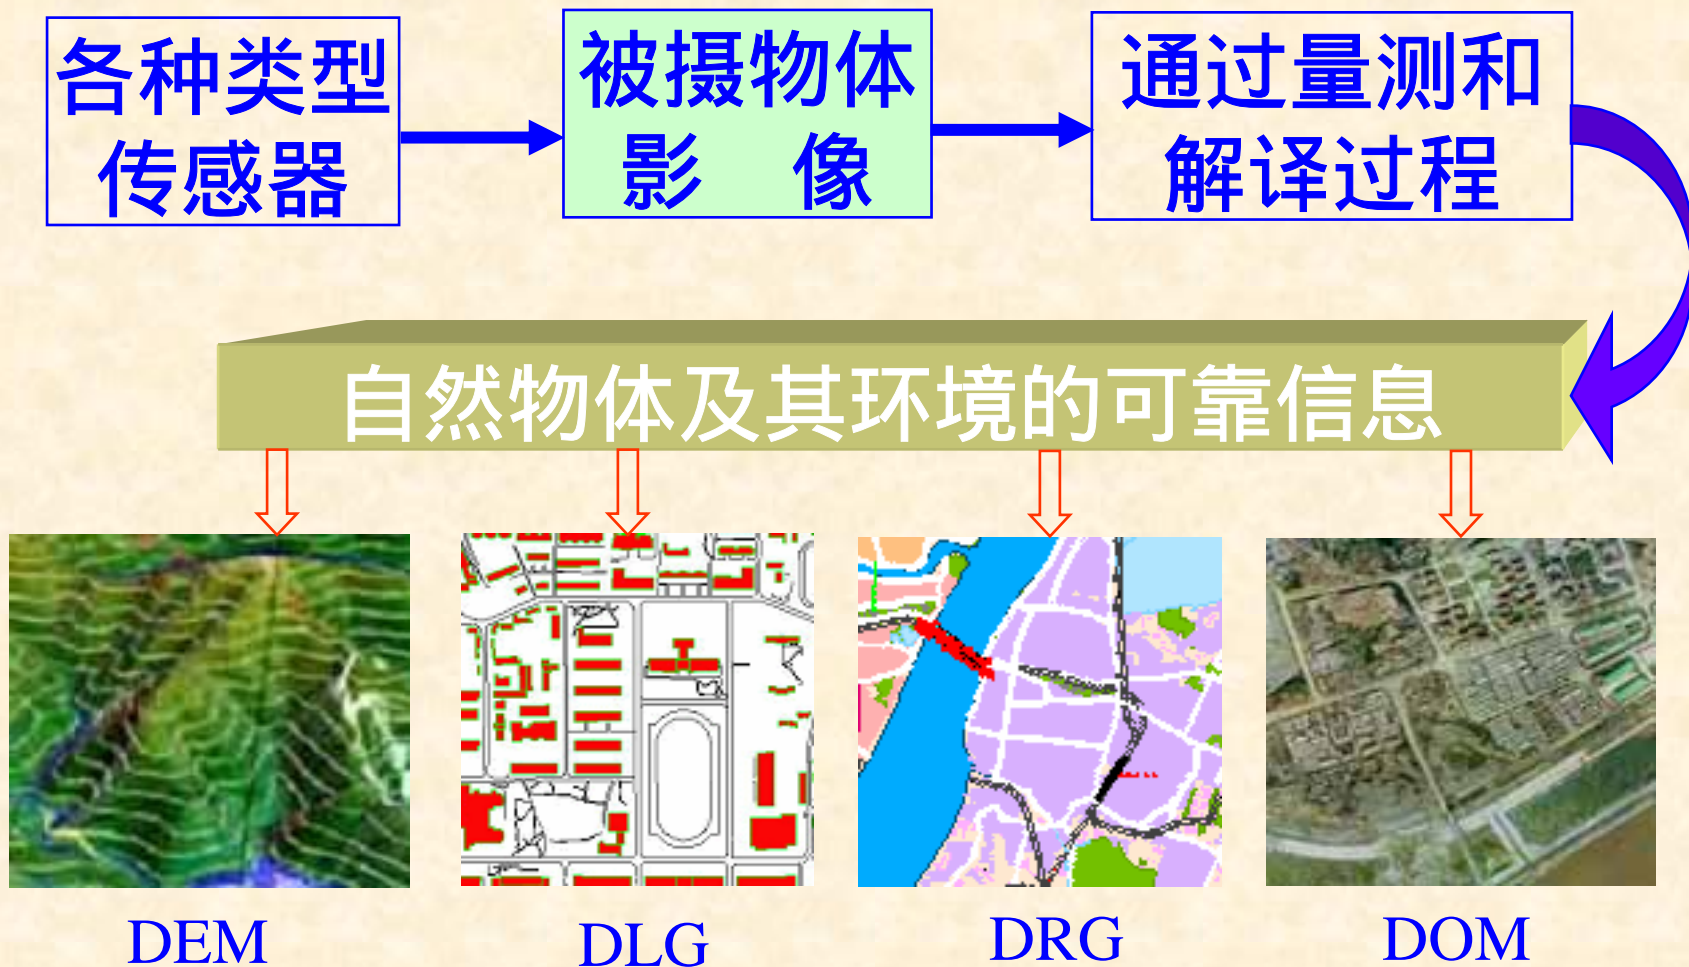 各种类型
传感器
被摄物体
影 像
通过量测和
解译过程
自然物体及其环境的可靠信息
DEM
DLG
DRG
DOM